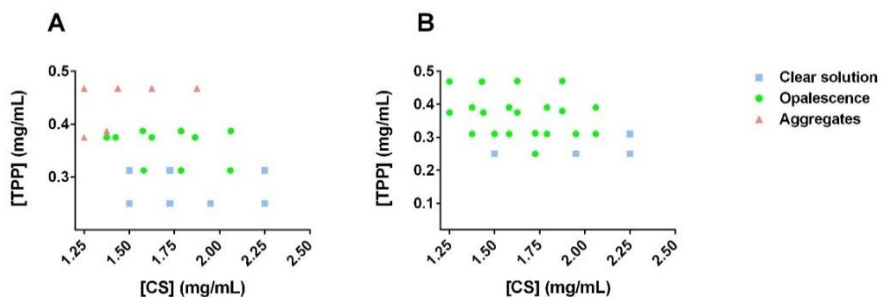 A
0.5
0.4
0.3
[TPP] (mg/mL)
1.25
1.50
1.75
2.00
2.25
2.50
[CS] (mg/mL)
B
0.5
0.4
0.3
0.2
0.1
[TPP] (mg/mL)
1.25
1.50
1.75
2.00
2.25
2.50
[CS] (mg/mL)
Clear solution
Opalescence
Aggregates